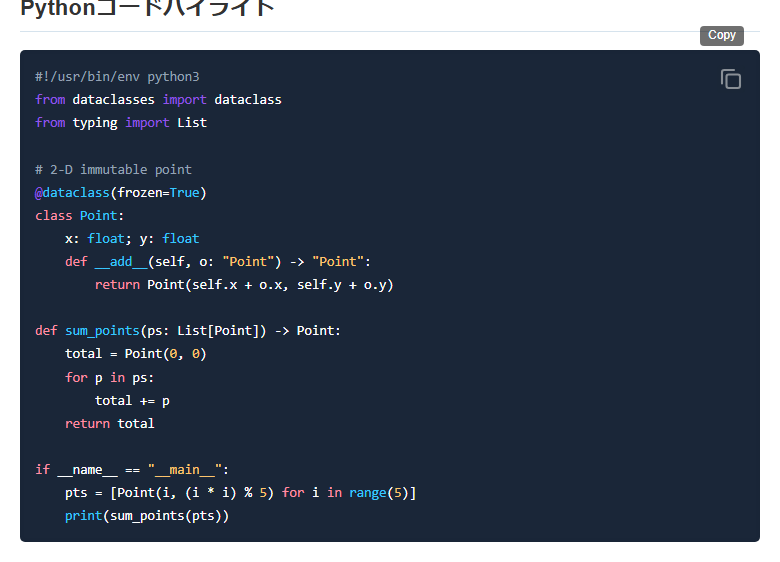 Pythonコードハイライト
Copy
#!/usr/bin/env python3
from dataclasses import dataclass
from typing import List
# 2-D immutable point
@dataclass(frozen=True)
class Point:
    x: float; y: float
    def __add__(self, o: "Point") -> "Point":
        return Point(self.x + o.x, self.y + o.y)
def sum_points(ps: List[Point]) -> Point:
    total = Point(0, 0)
    for p in ps:
        total += p
    return total
if __name__ == "__main__":
    pts = [Point(i, (i * i) % 5) for i in range(5)]
    print(sum_points(pts))